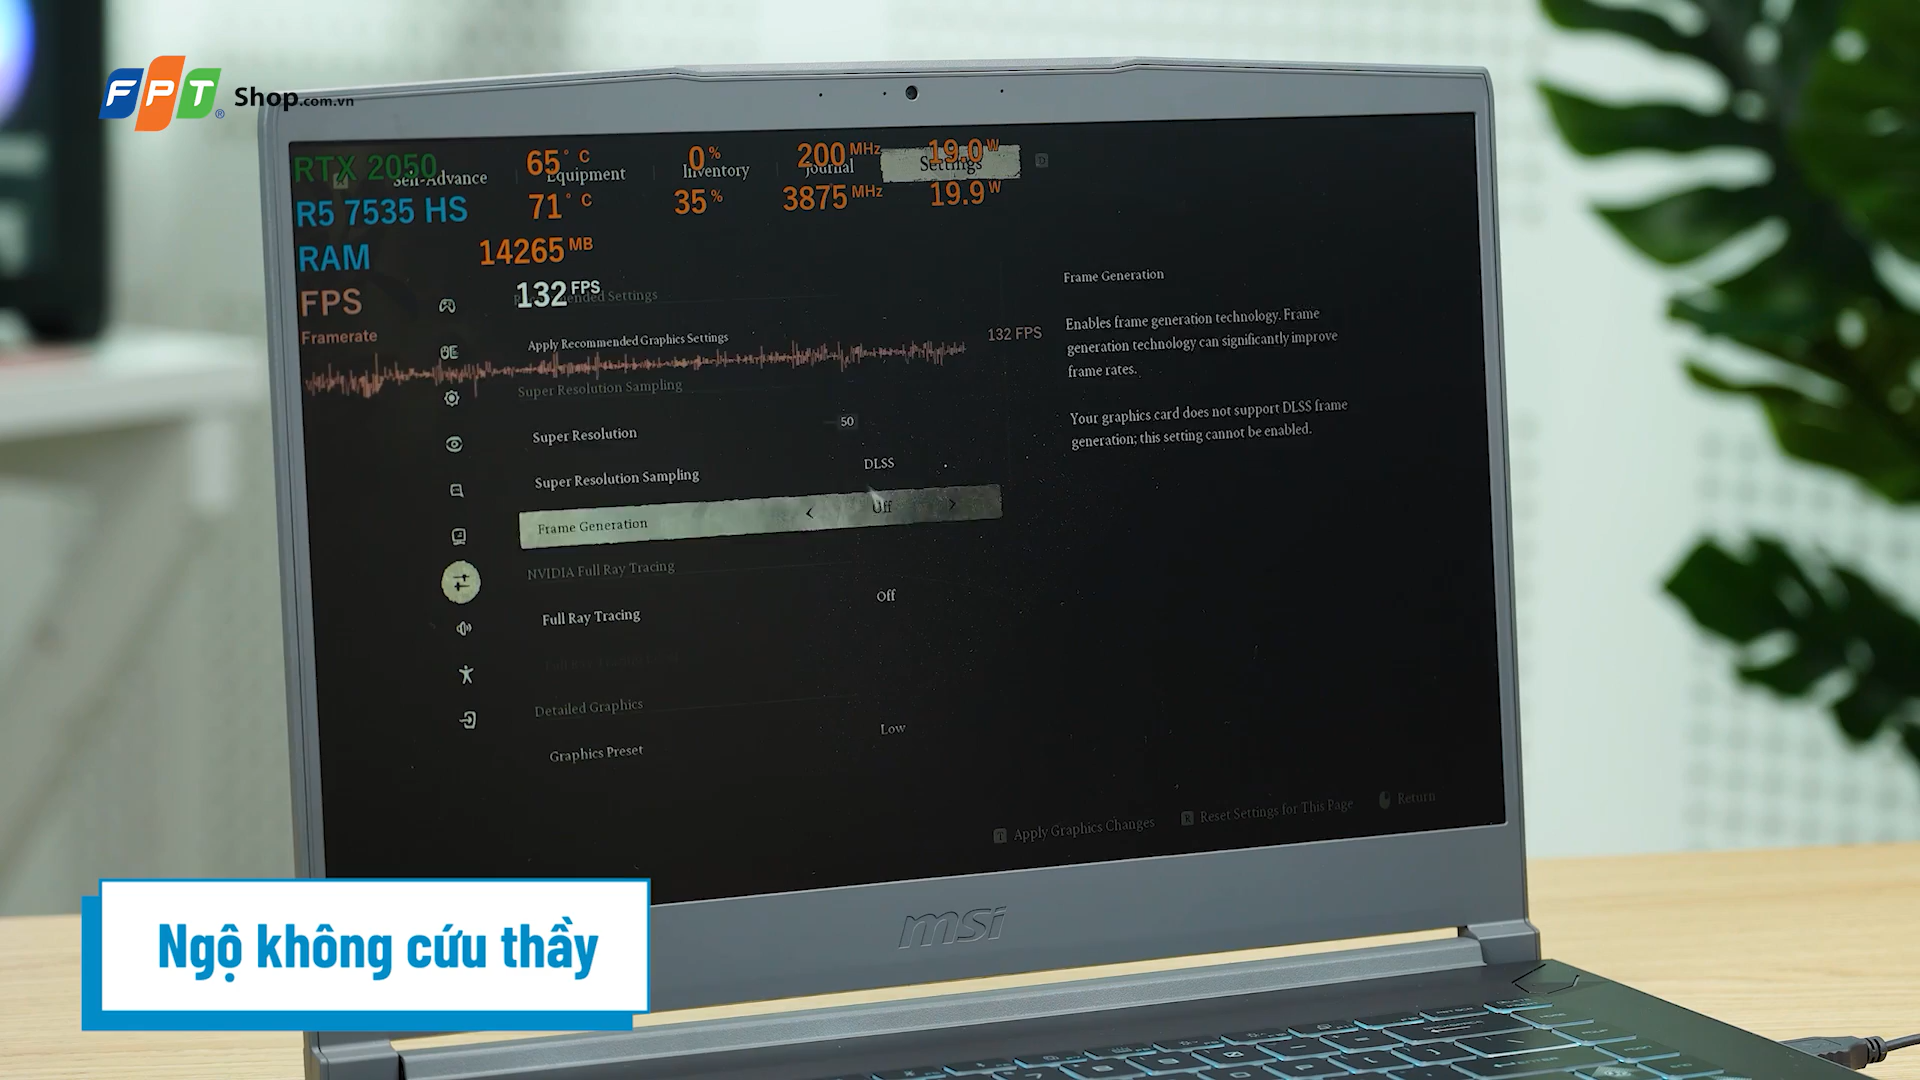 FPT® Shop.com.vn
RTX 2050 65°C 0% 200 MHz 19.0 W
Self-Advance Equipment Inventory Journal Settings
R5 7535 HS 71°C 35% 3875 MHz 19.9 W
RAM 14265 MB
FPS 132 FPS
Settings
Framerate 132 FPS
Apply Recommended Graphics Settings
Super Resolution Sampling
Super Resolution 50
Super Resolution Sampling DLSS
Frame Generation < Off >
NVIDIA Full Ray Tracing
Full Ray Tracing Off
Detailed Graphics
Graphics Preset Low
Frame Generation
Enables frame generation technology. Frame
generation technology can significantly improve
frame rates.
Your graphics card does not support DLSS frame
generation; this setting cannot be enabled.
T Apply Graphics Changes R Reset Settings for This Page Return
msi
Ngộ không cứu thầy